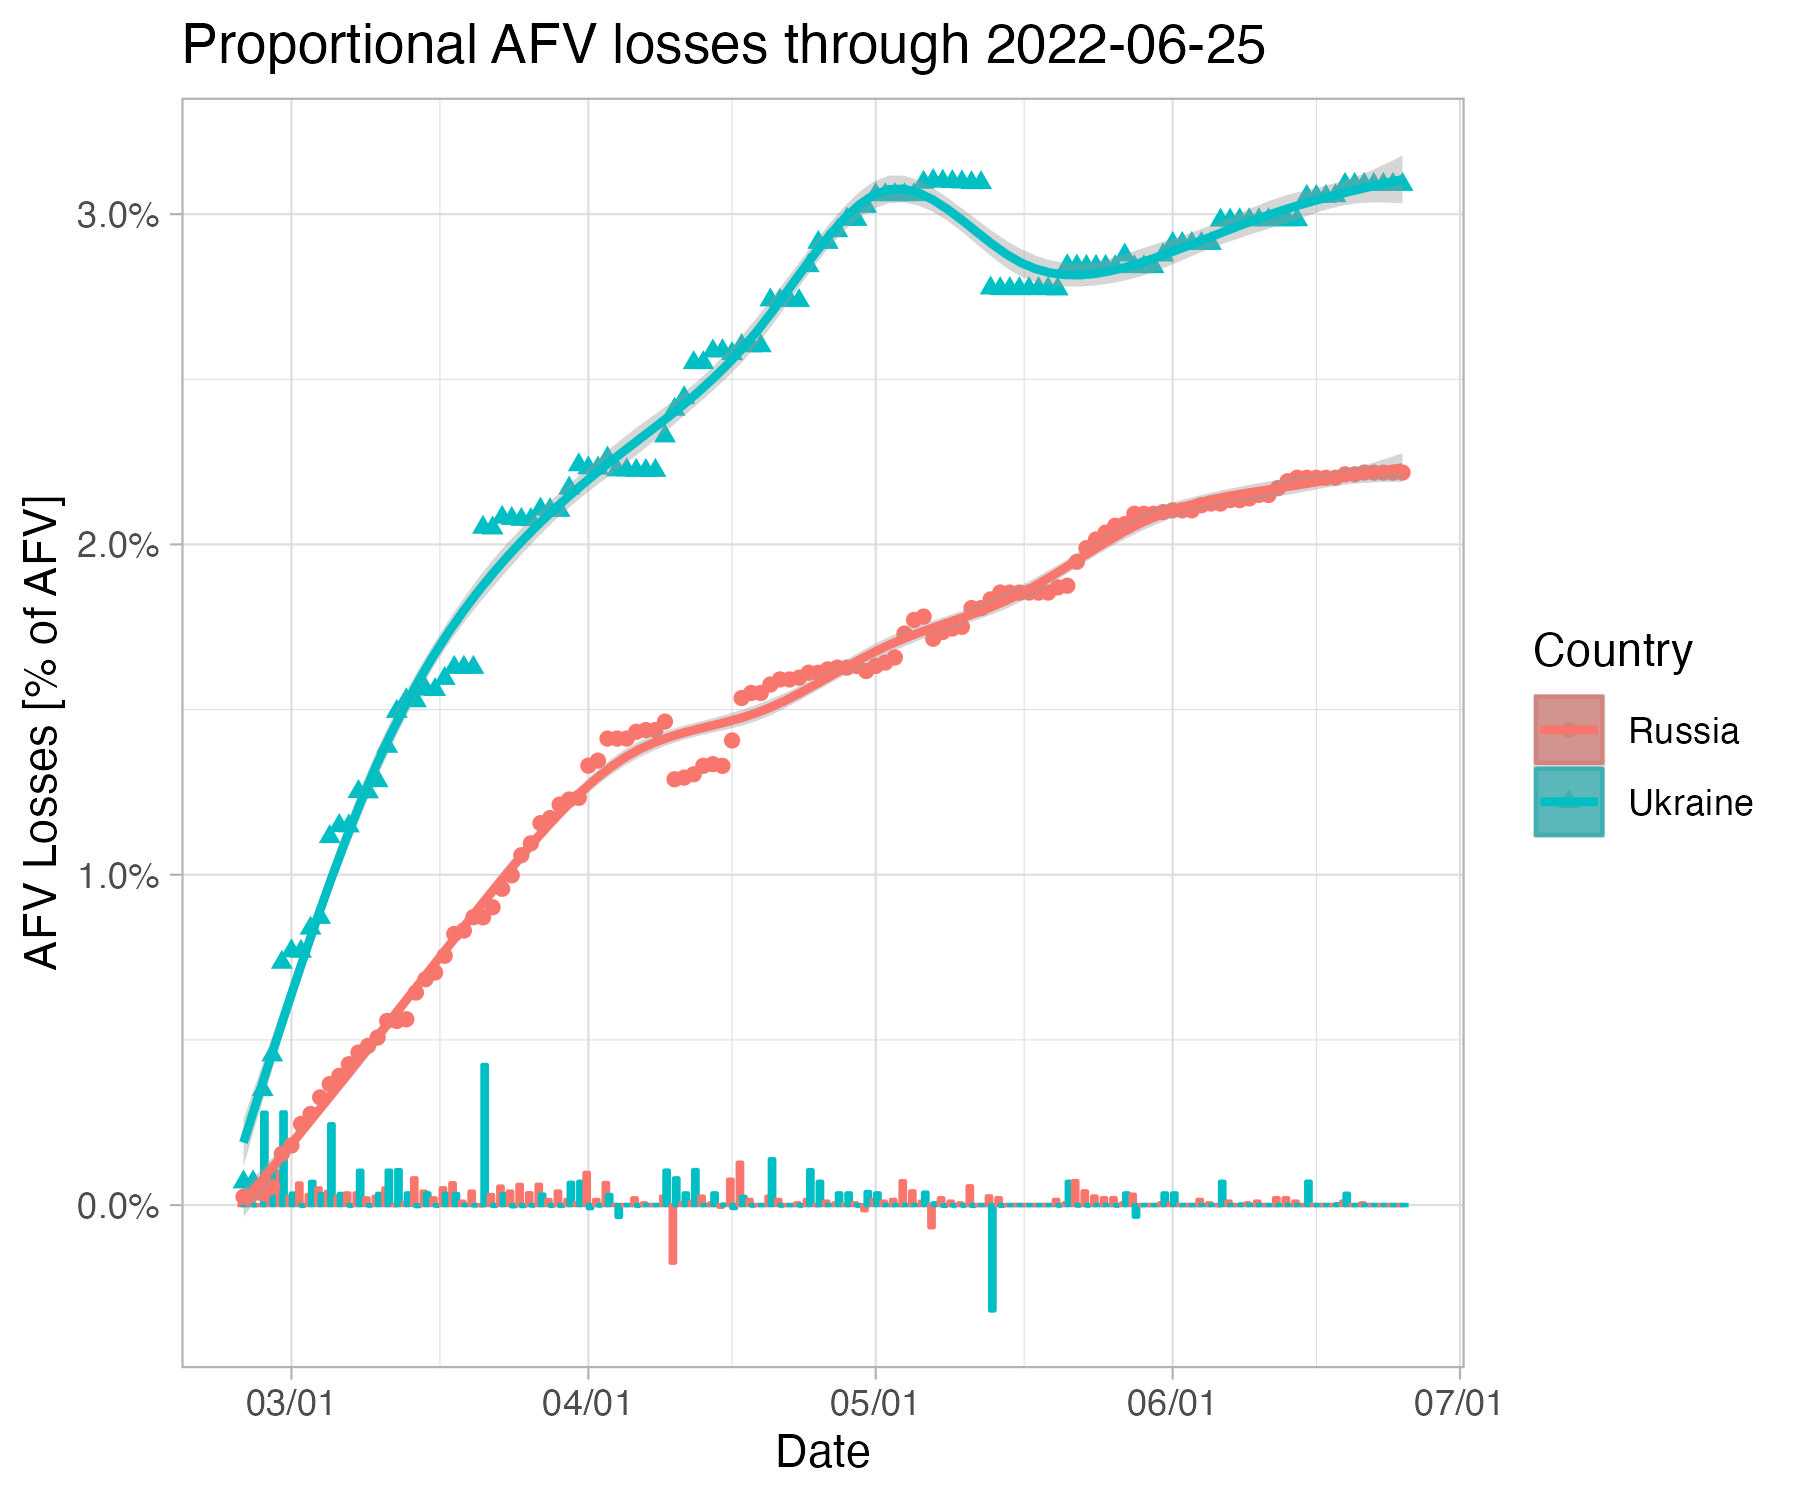 Proportional AFV losses through 2022-06-25
AFV Losses [% of AFV]
3.0%
2.0%
1.0%
0.0%
03/01
04/01
05/01
06/01
07/01
Date
Country
Russia
Ukraine